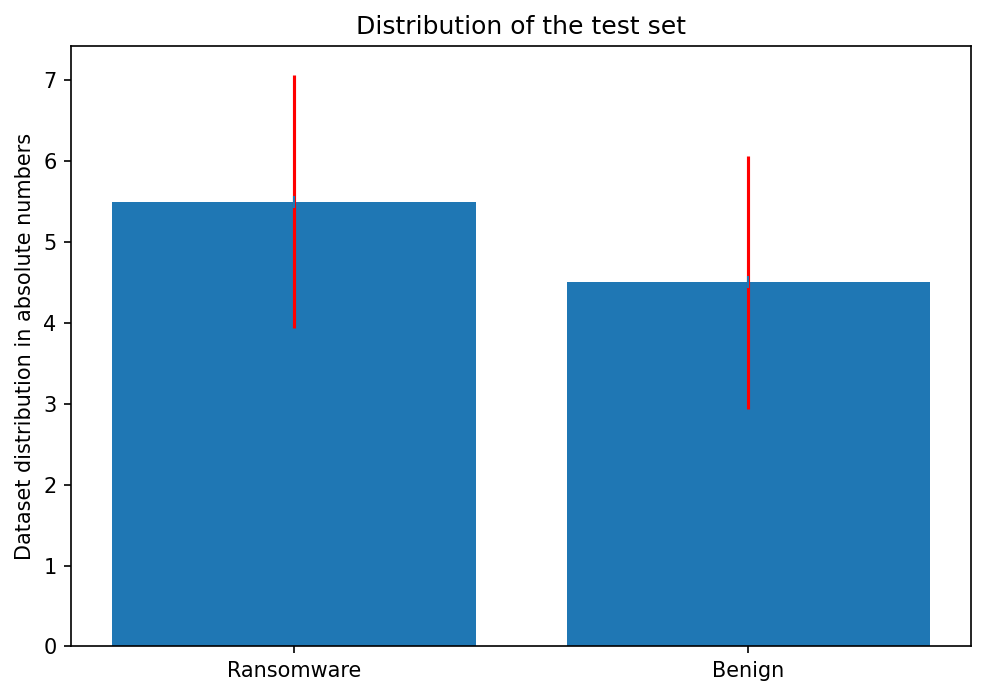 Distribution of the test set
Dataset distribution in absolute numbers
7
6
5
4
3
2
1
0
Ransomware
Benign